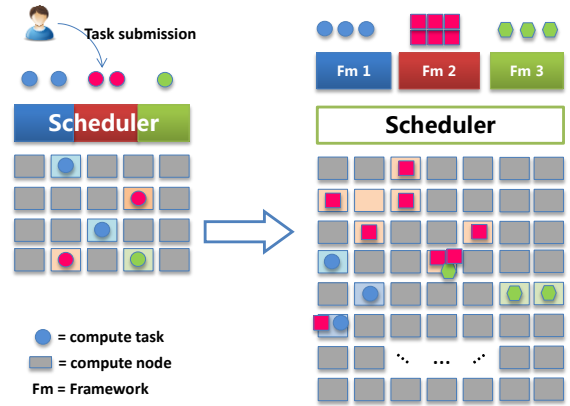 Task submission
Scheduler
Fm 1
Fm 2
Fm 3
Scheduler
... ... ...
= compute task
= compute node
Fm = Framework